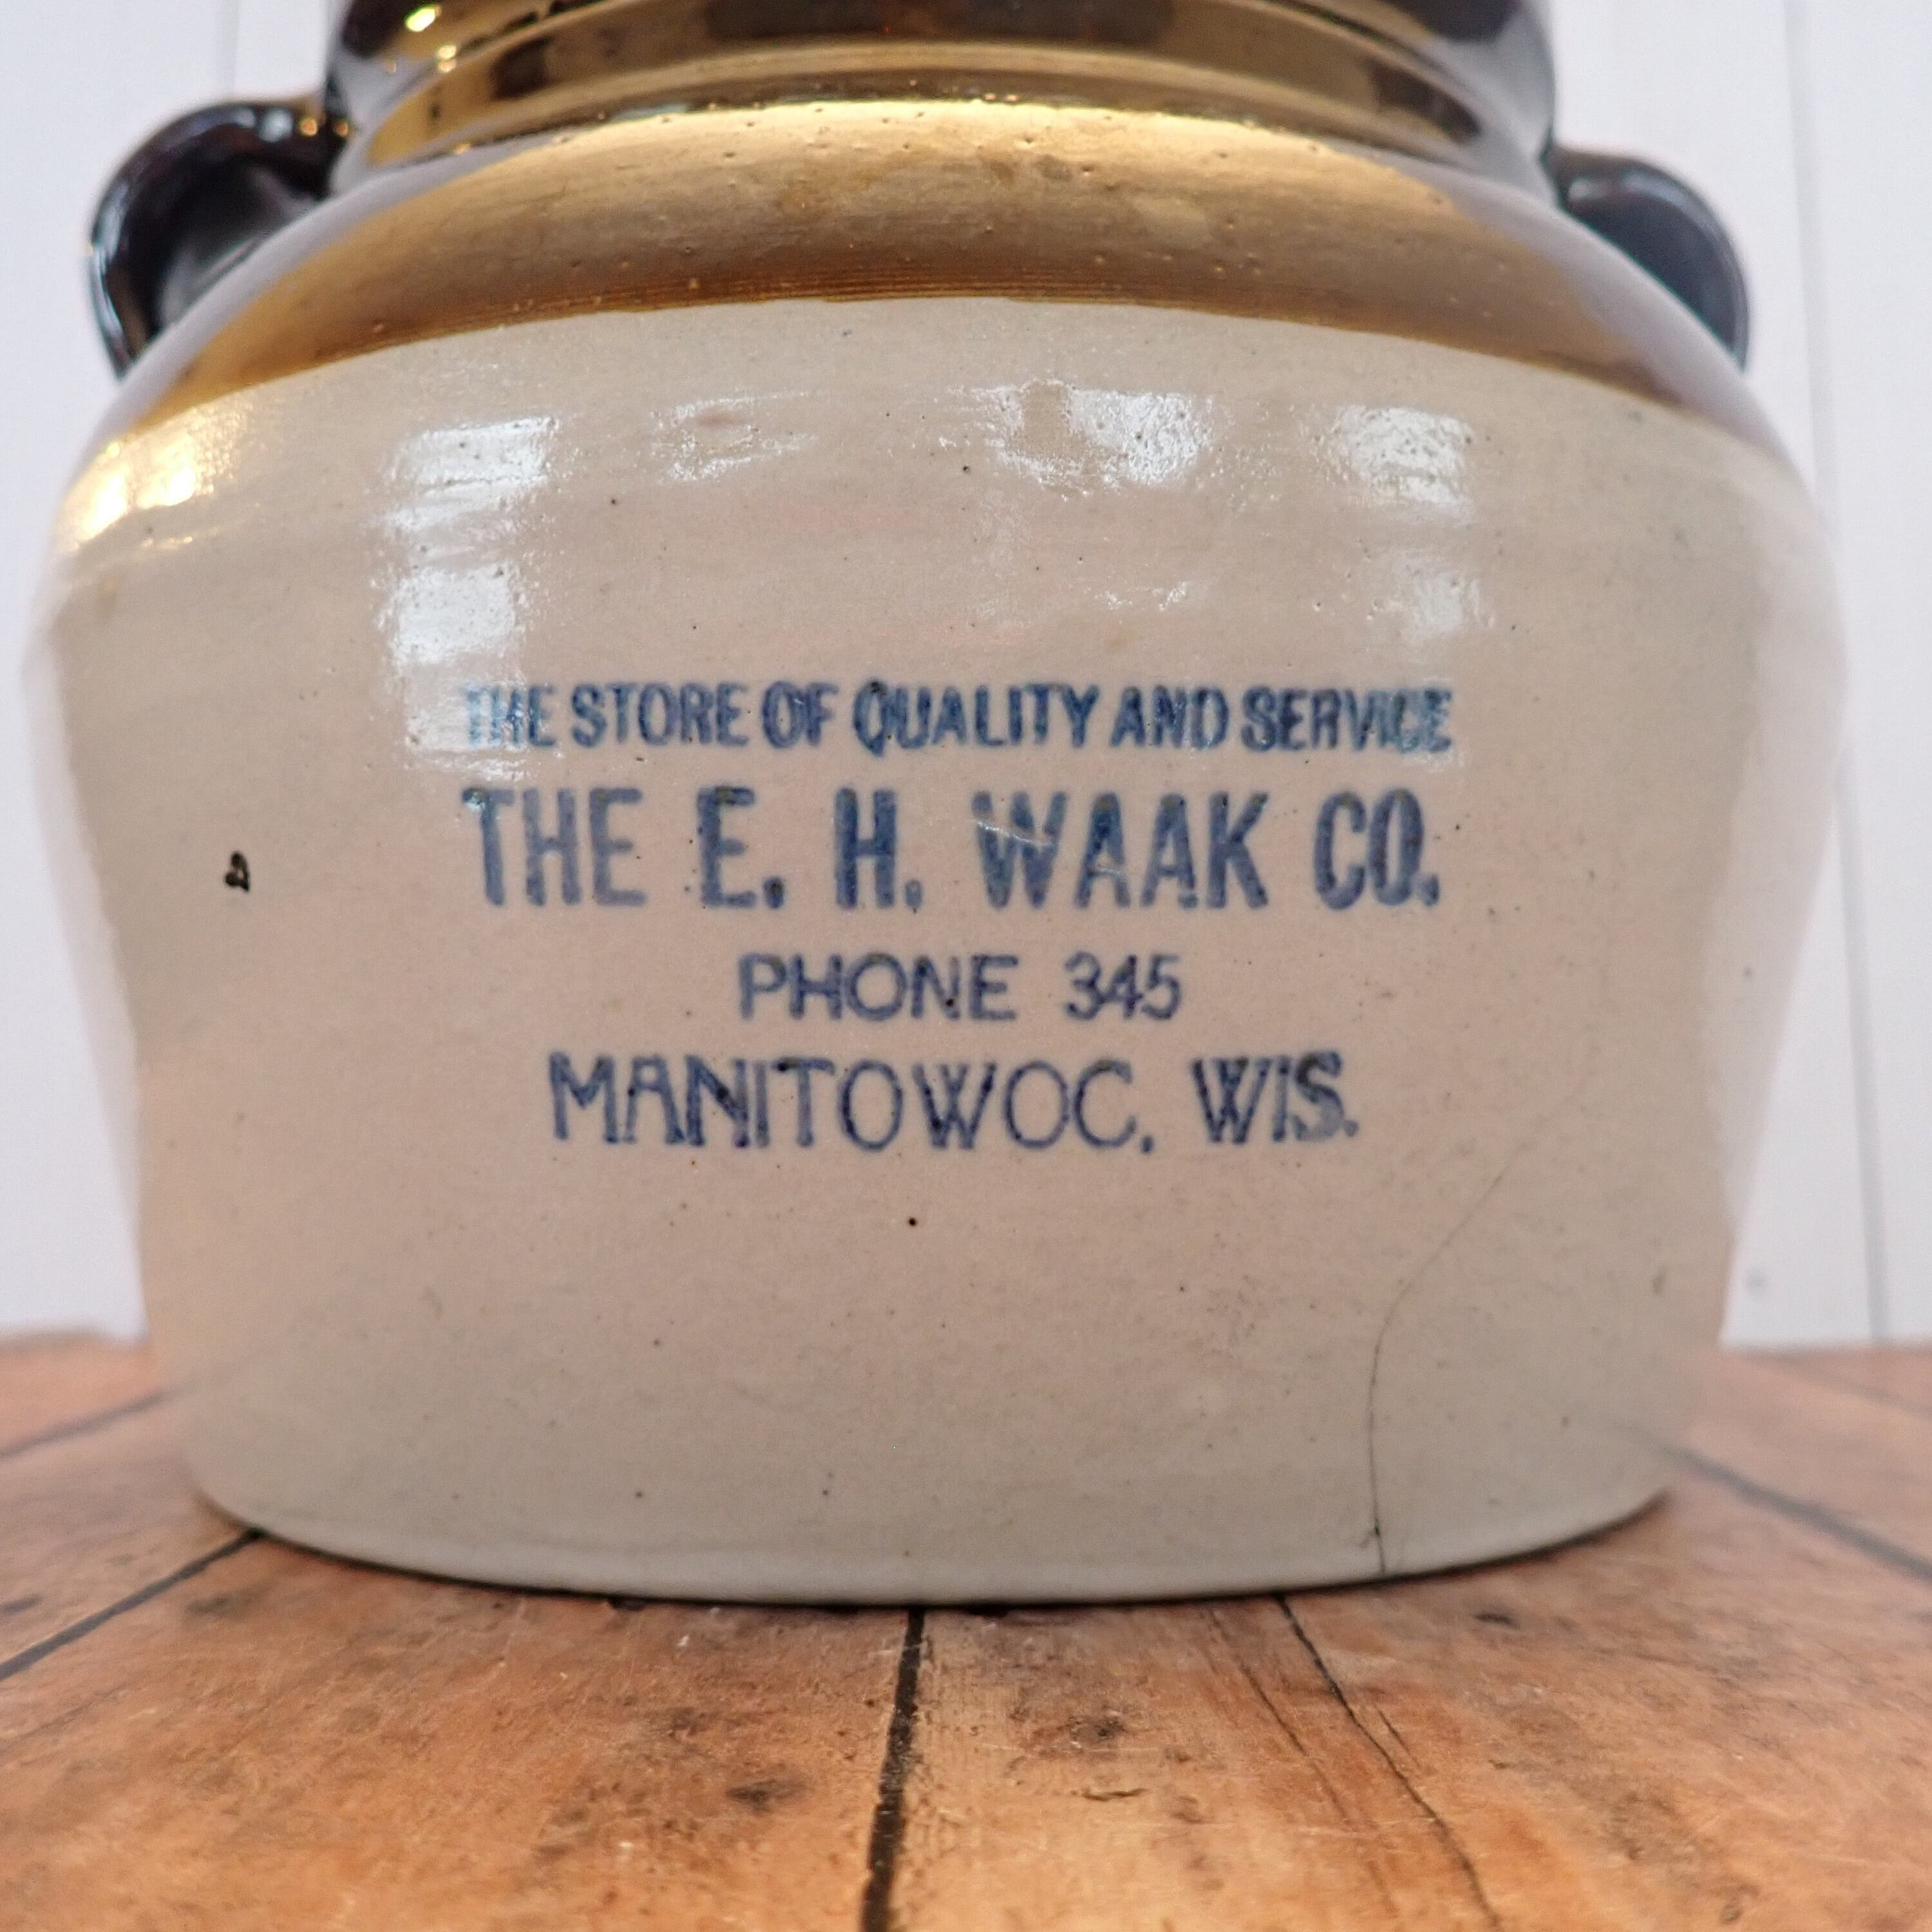 THE STORE OF QUALITY AND SERVICE
THE E. H. WAAK CO.
PHONE 345
MANITOWOC, WIS.